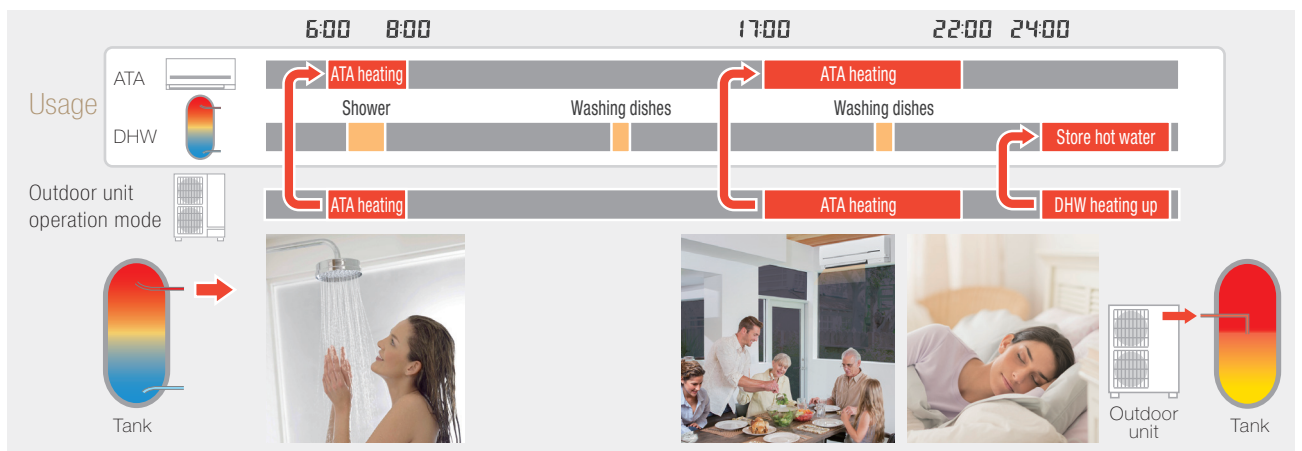 6:00 8:00 17:00 22:00 24:00
Usage
ATA
ATA heating ATA heating
Shower Washing dishes Washing dishes
DHW
Store hot water
Outdoor unit
operation mode
ATA heating ATA heating DHW heating up
Tank
Outdoor
unit
Tank